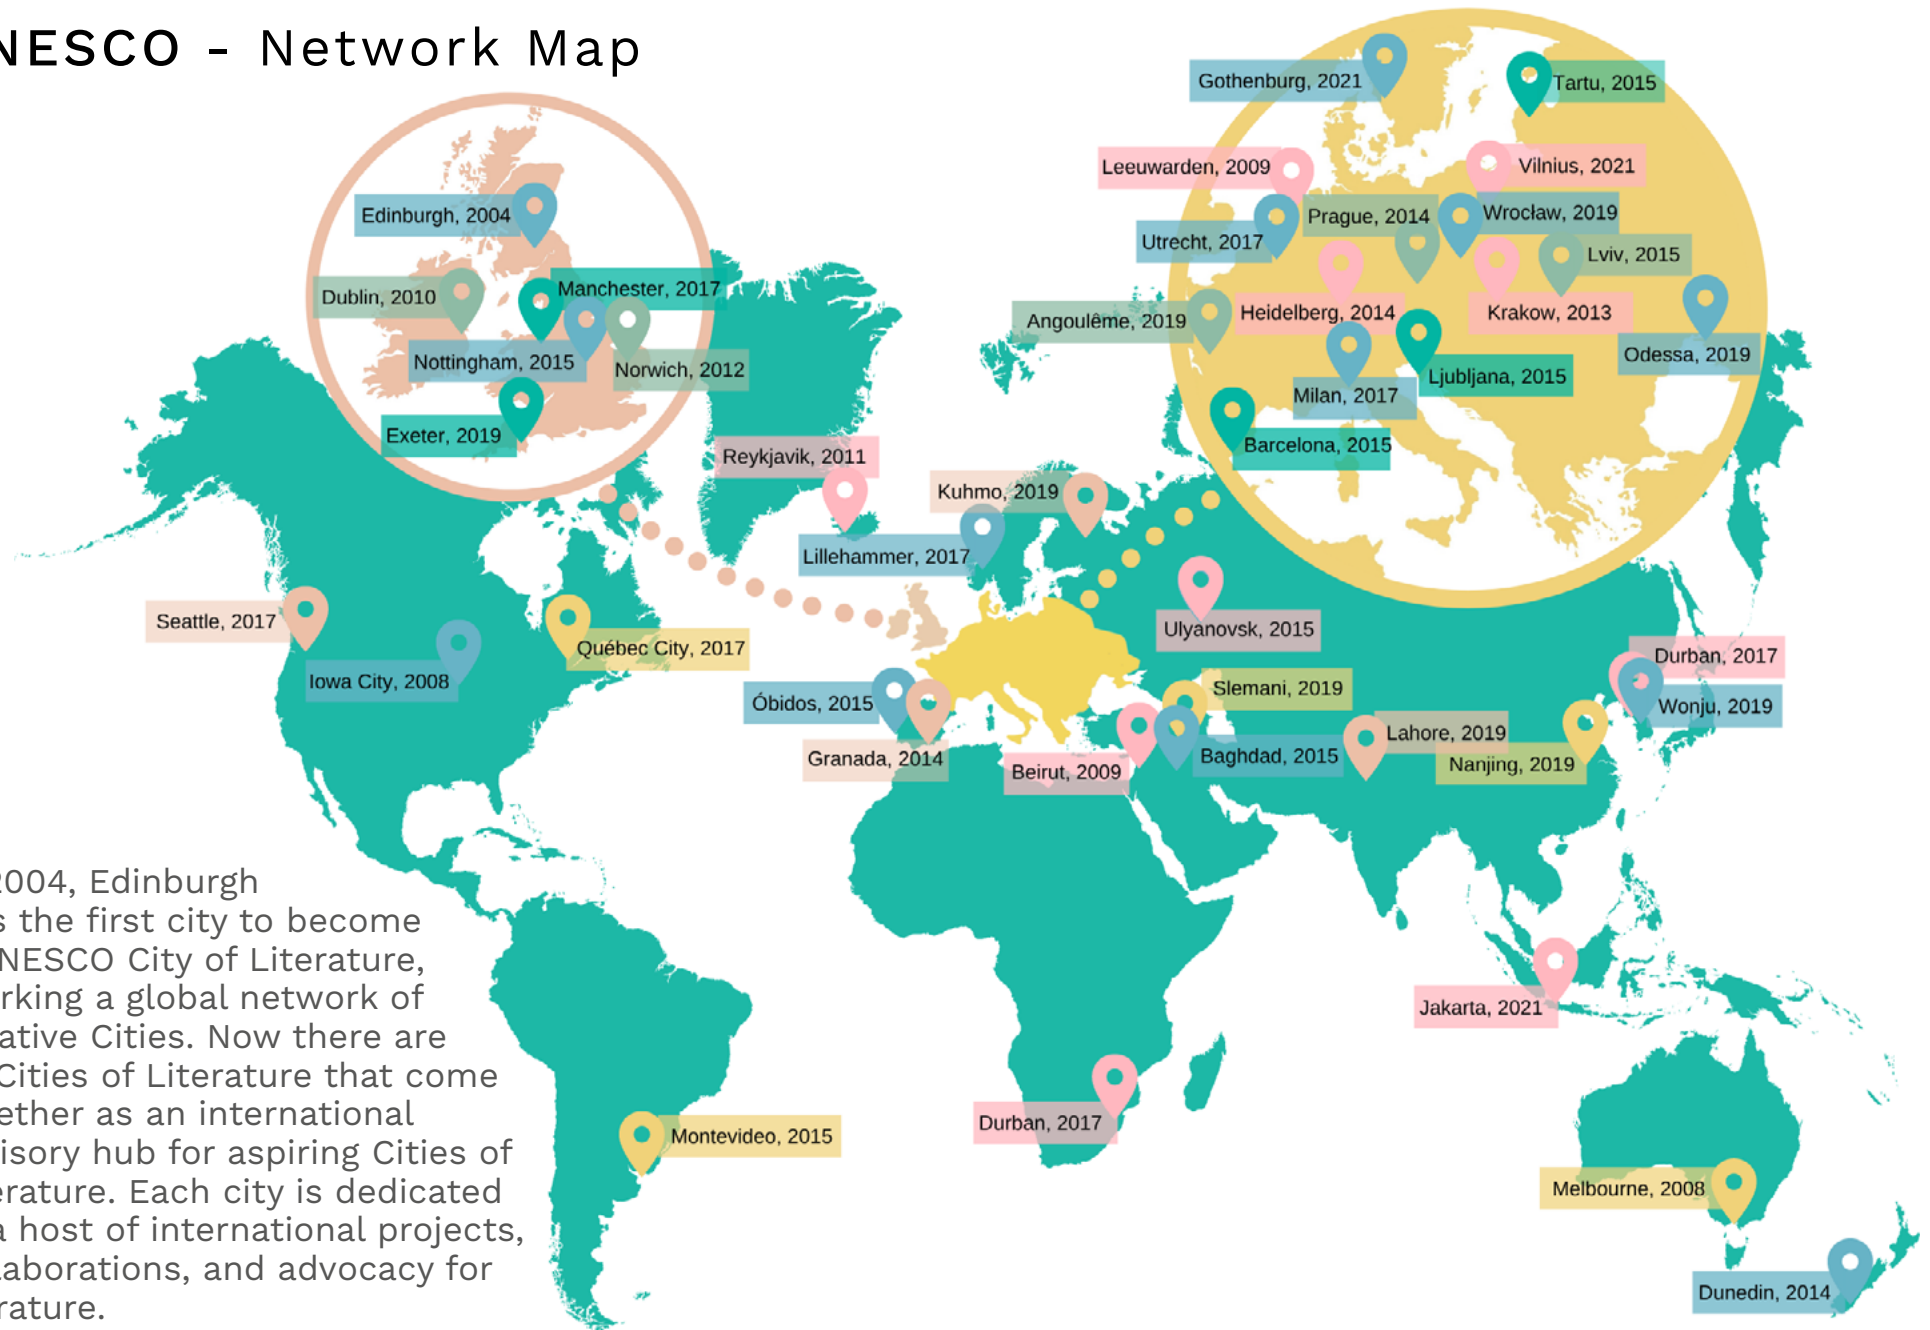 NESCO - Network Map
Gothenburg, 2021
Tartu, 2015
Leeuwarden, 2009
Vilnius, 2021
Edinburgh, 2004
Prague, 2014
Wrocław, 2019
Utrecht, 2017
Lviv, 2015
Dublin, 2010
Manchester, 2017
Angoulême, 2019
Heidelberg, 2014
Krakow, 2013
Nottingham, 2015
Norwich, 2012
Odessa, 2019
Ljubljana, 2015
Milan, 2017
Exeter, 2019
Barcelona, 2015
Reykjavik, 2011
Kuhmo, 2019
Lillehammer, 2017
Seattle, 2017
Ulyanovsk, 2015
Québec City, 2017
Durban, 2017
Iowa City, 2008
Slemani, 2019
Óbidos, 2015
Wonju, 2019
Lahore, 2019
Granada, 2014
Baghdad, 2015
Nanjing, 2019
Beirut, 2009
2004, Edinburgh
s the first city to become
NESCO City of Literature,
rking a global network of
ative Cities. Now there are
Cities of Literature that come
ether as an international
isory hub for aspiring Cities of
erature. Each city is dedicated
a host of international projects,
laborations, and advocacy for
rature.
Jakarta, 2021
Durban, 2017
Montevideo, 2015
Melbourne, 2008
Dunedin, 2014